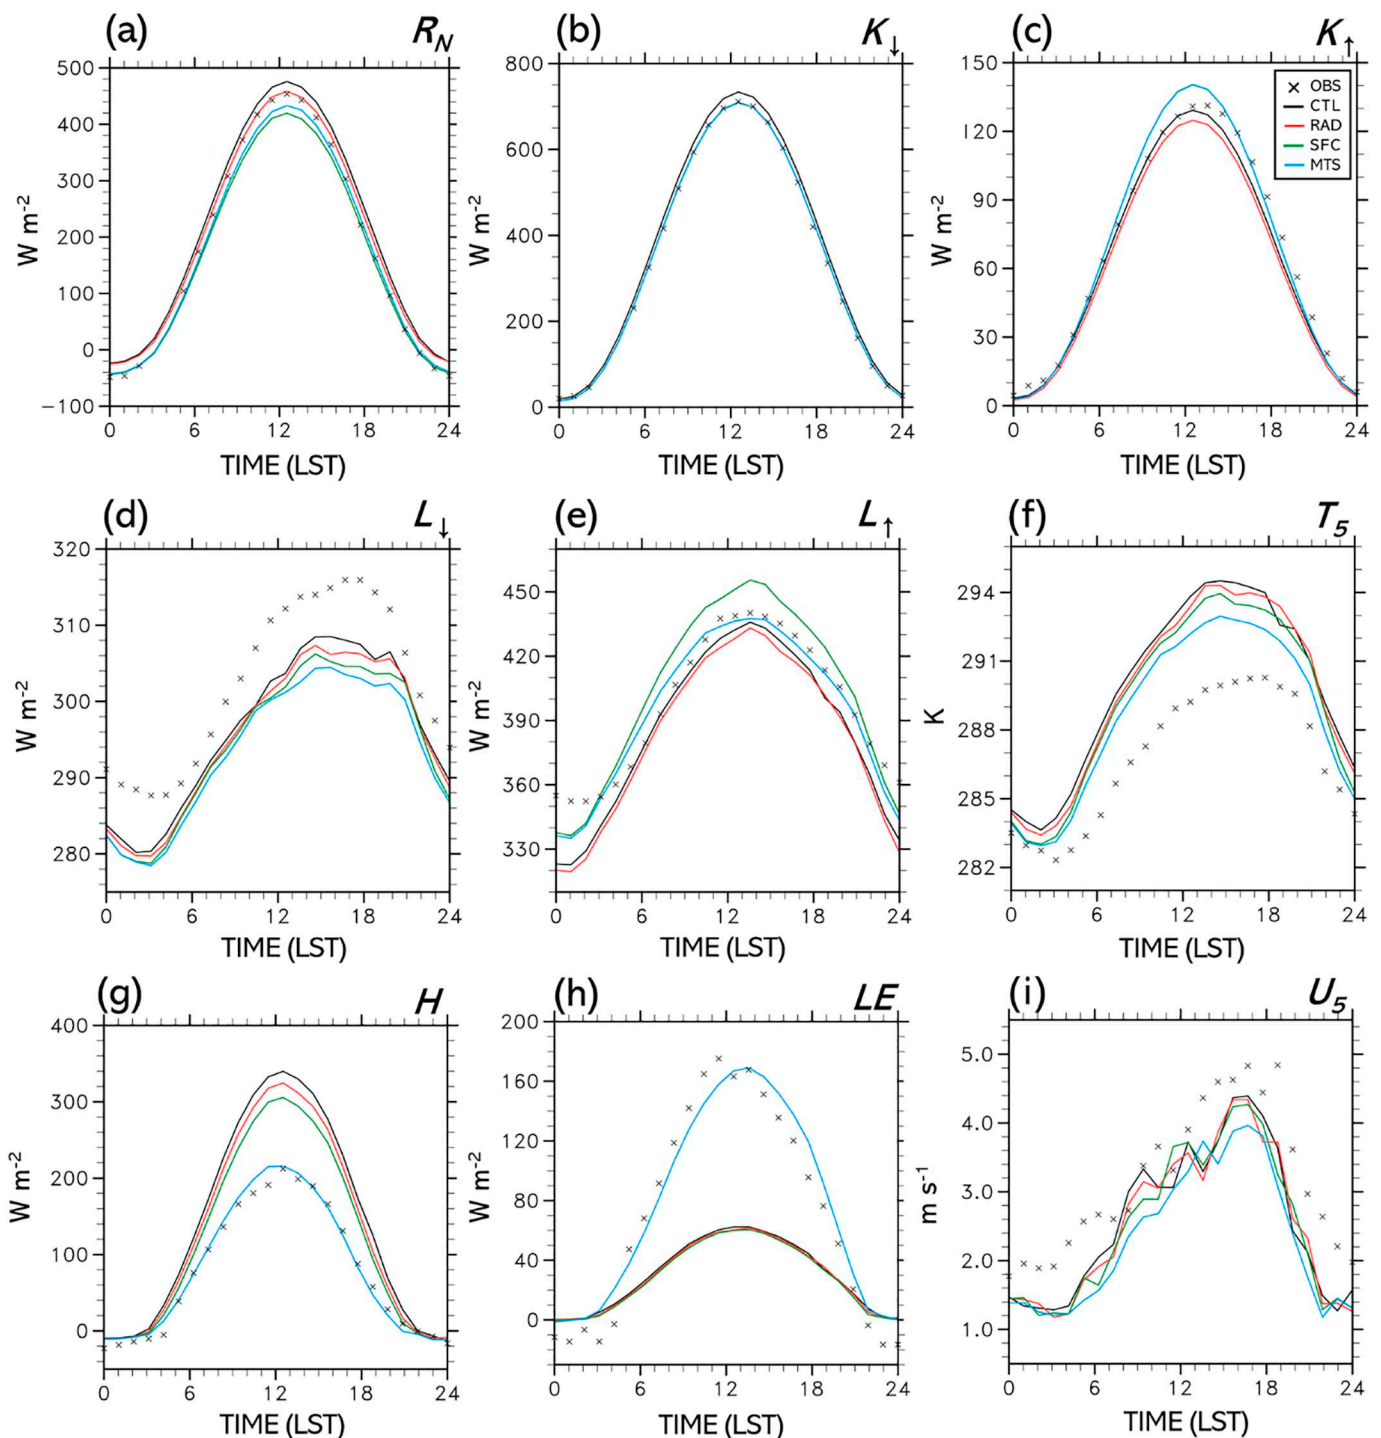 (a) R_N
500
400
300
200
100
0
−100
W m-2
0 6 12 18 24
TIME (LST)
(b) K↓
800
600
400
200
0
W m-2
0 6 12 18 24
TIME (LST)
(c) K↑
150
120
90
60
30
0
W m-2
OBS
CTL
RAD
SFC
MTS
0 6 12 18 24
TIME (LST)
(d) L↓
320
310
300
290
280
W m-2
0 6 12 18 24
TIME (LST)
(e) L↑
450
420
390
360
330
W m-2
0 6 12 18 24
TIME (LST)
(f) T5
294
291
288
285
282
K
0 6 12 18 24
TIME (LST)
(g) H
400
300
200
100
0
W m-2
0 6 12 18 24
TIME (LST)
(h) LE
200
160
120
80
40
0
W m-2
0 6 12 18 24
TIME (LST)
(i) U5
5.0
4.0
3.0
2.0
1.0
m s-1
0 6 12 18 24
TIME (LST)